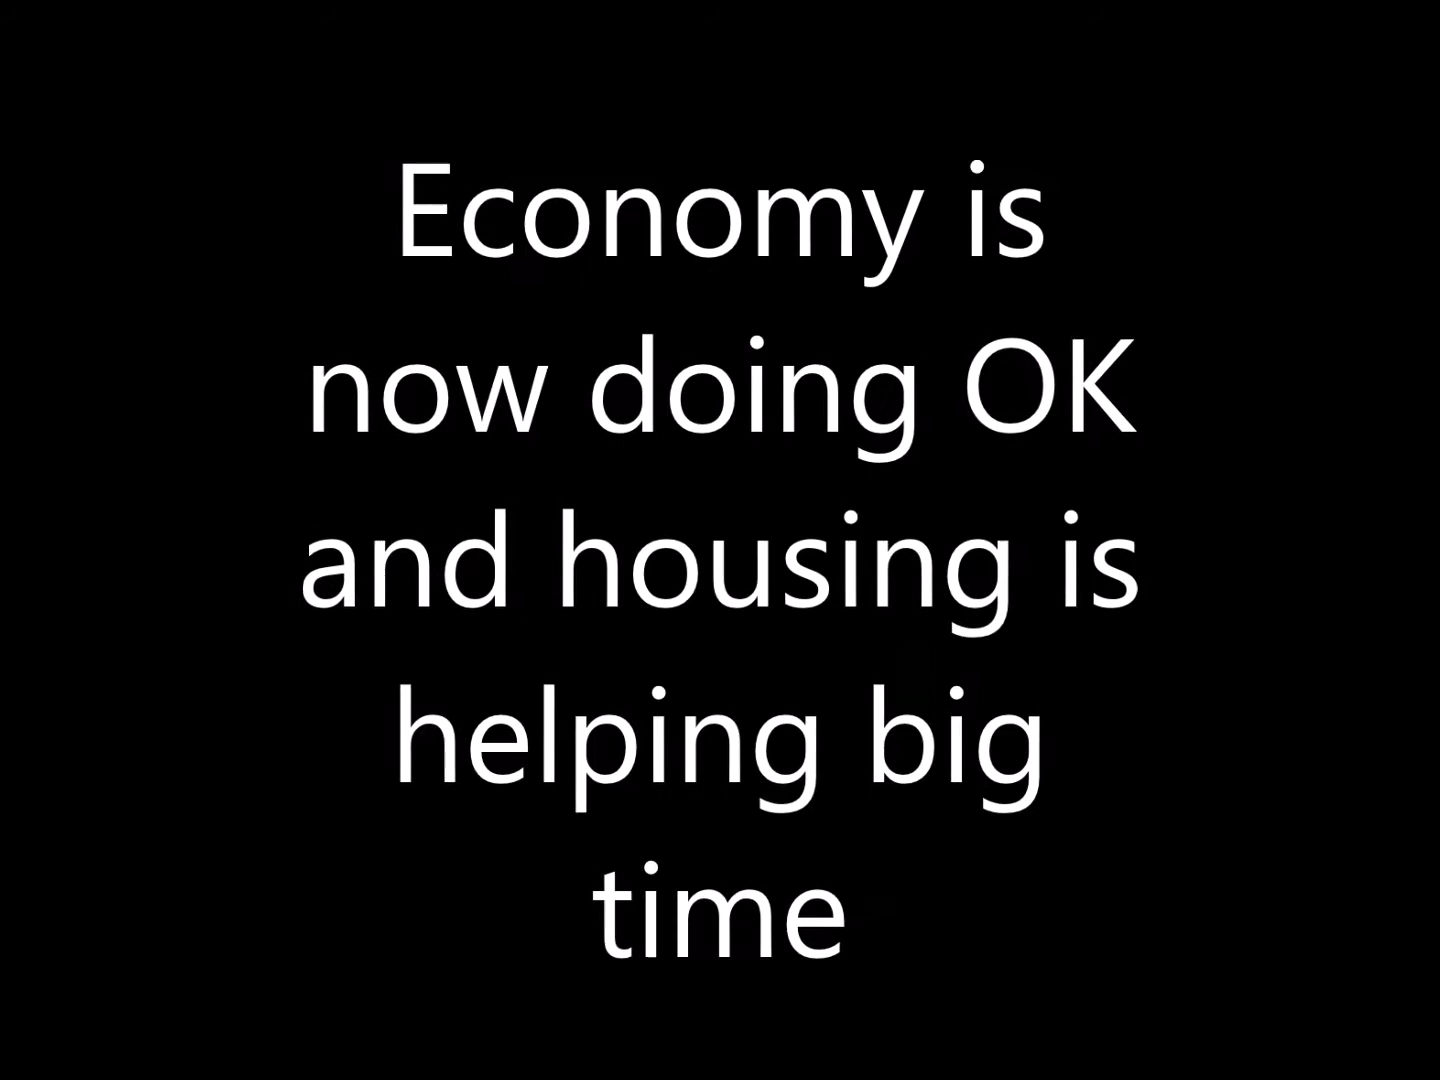 Economy is
now doing OK
and housing is
helping big
time